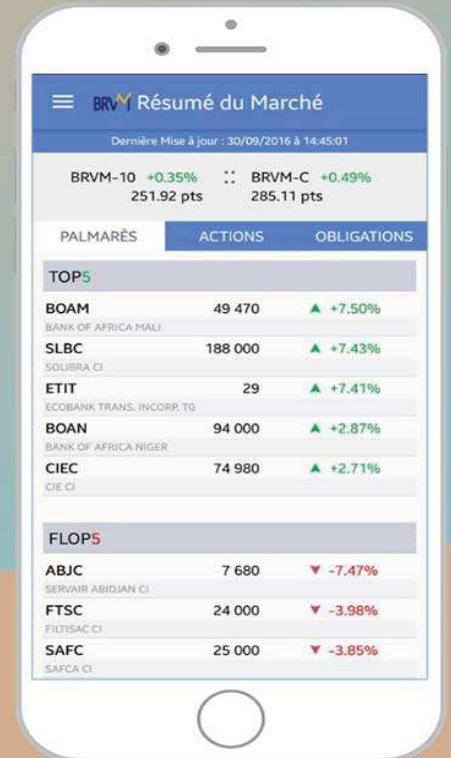 BRVM Résumé du Marché
Dernière Mise à jour : 30/09/2016 à 14:45:01
BRVM-10 +0.35% :: BRVM-C +0.49%
251.92 pts 285.11 pts
PALMARÈS ACTIONS OBLIGATIONS
TOP5
BOAM 49 470 ▲ +7.50%
BANK OF AFRICA MALI
SLBC 188 000 ▲ +7.43%
SOLIBRA CI
ETIT 29 ▲ +7.41%
ECOBANK TRANS. INCORP. TG
BOAN 94 000 ▲ +2.87%
BANK OF AFRICA NIGER
CIEC 74 980 ▲ +2.71%
CIE CI
FLOP5
ABJC 7 680 ▼ -7.47%
SERVAIR ABIDJAN CI
FTSC 24 000 ▼ -3.98%
FILTISAC CI
SAFC 25 000 ▼ -3.85%
SAFCA CI